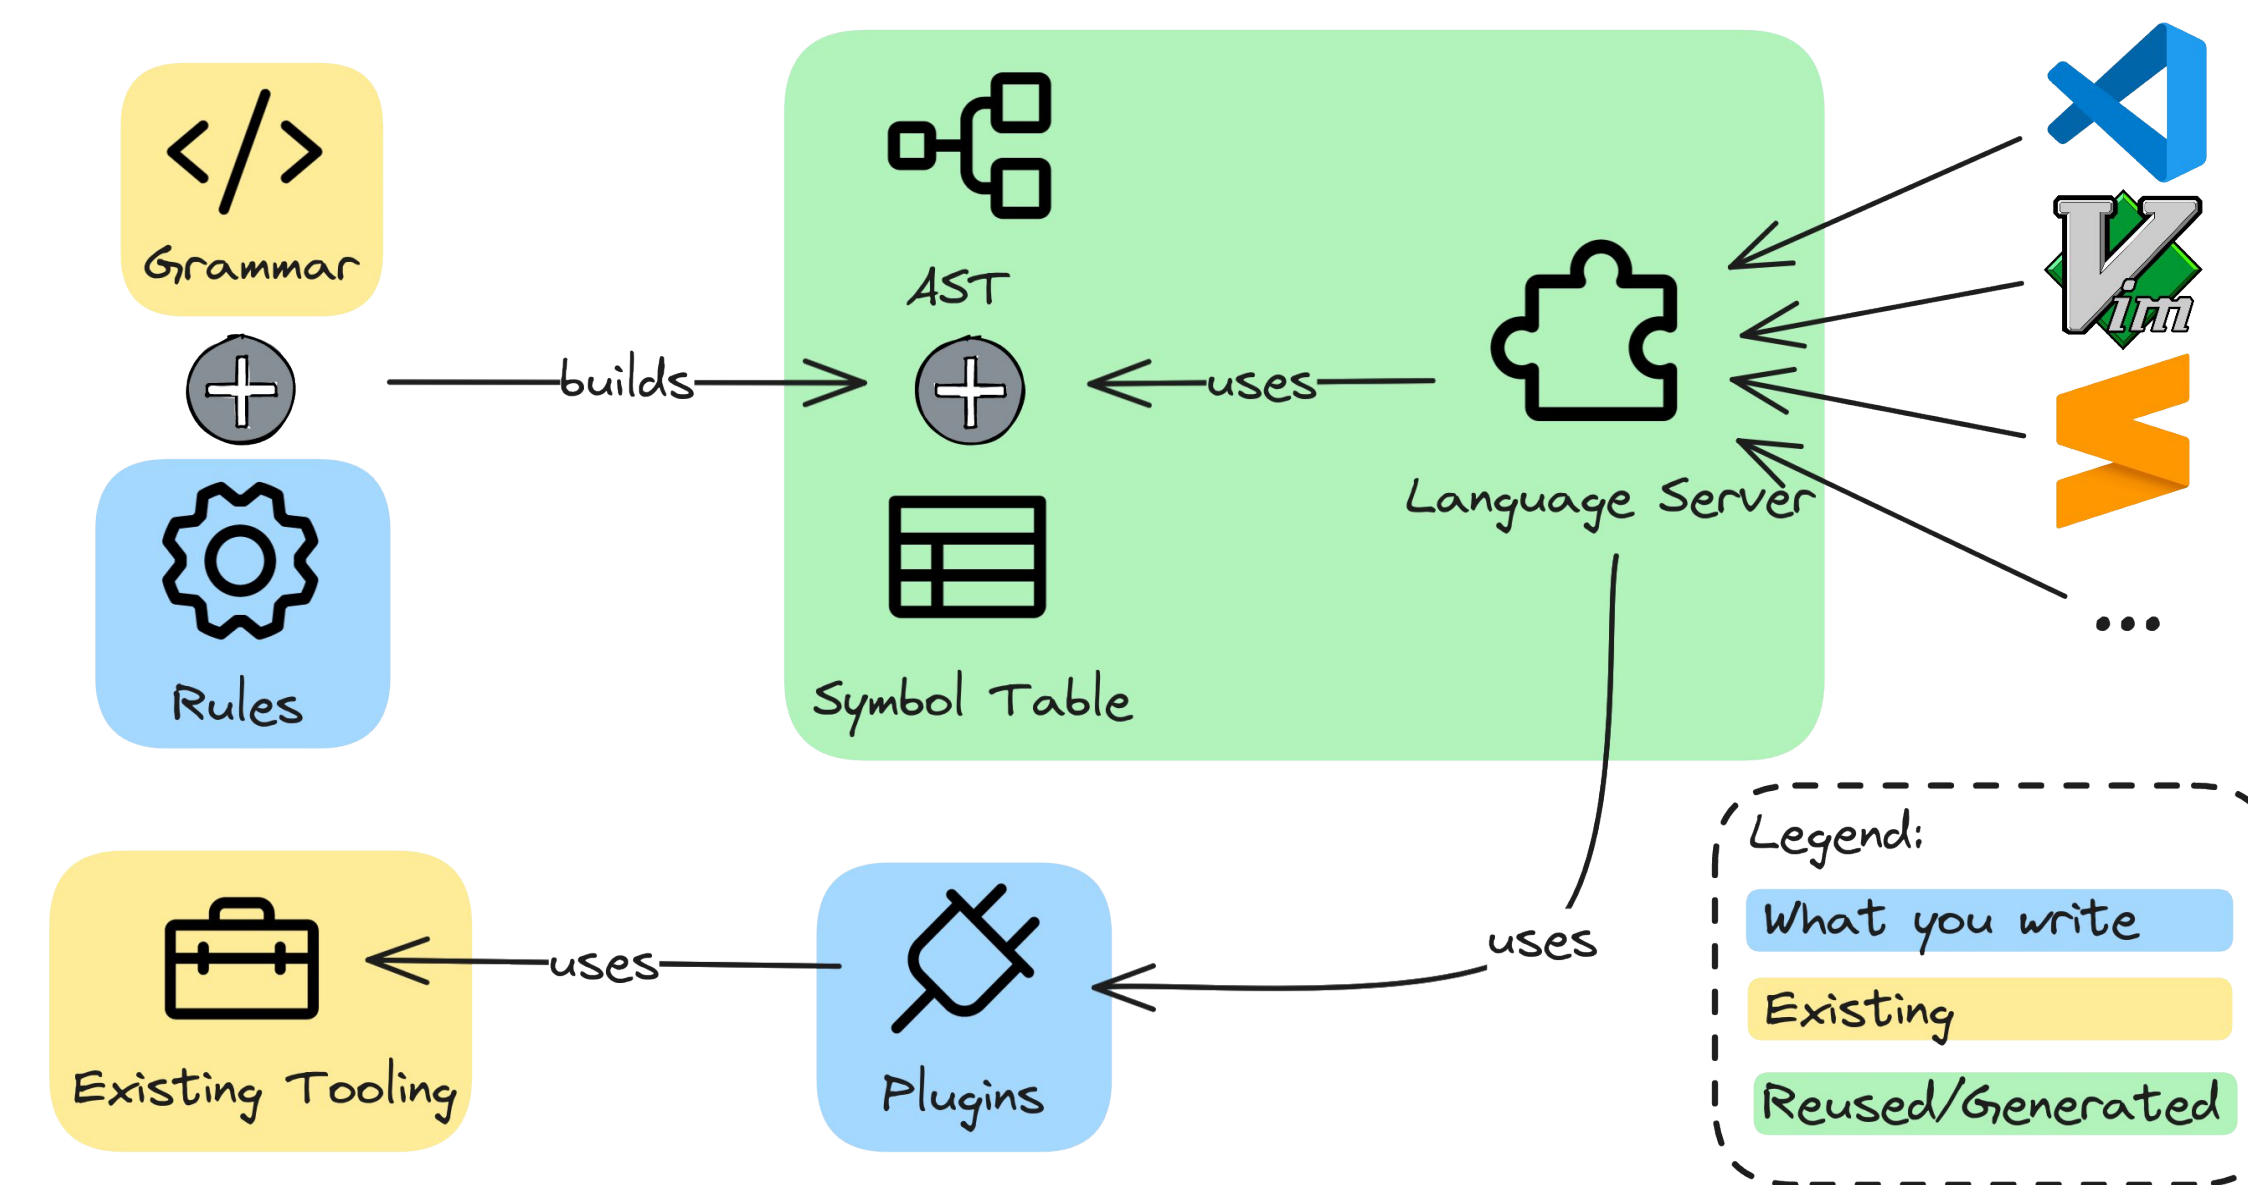 Grammar
builds
Rules
AST
uses
Symbol Table
Language Server
Vim
...
uses
Existing Tooling
uses
Plugins
Legend:
What you write
Existing
Reused/Generated